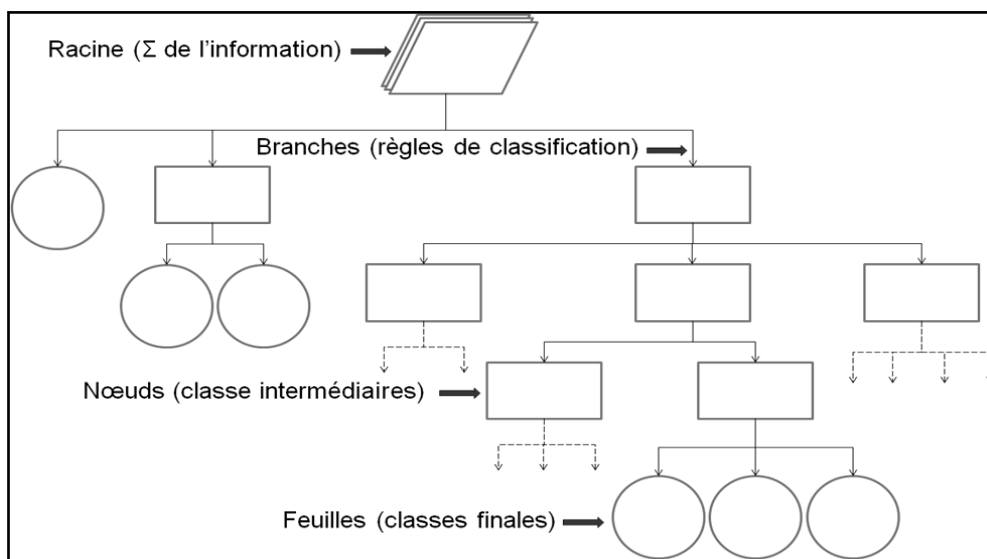 Racine (Σ de l’information)
Branches (règles de classification)
Nœuds (classe intermédiaires)
Feuilles (classes finales)